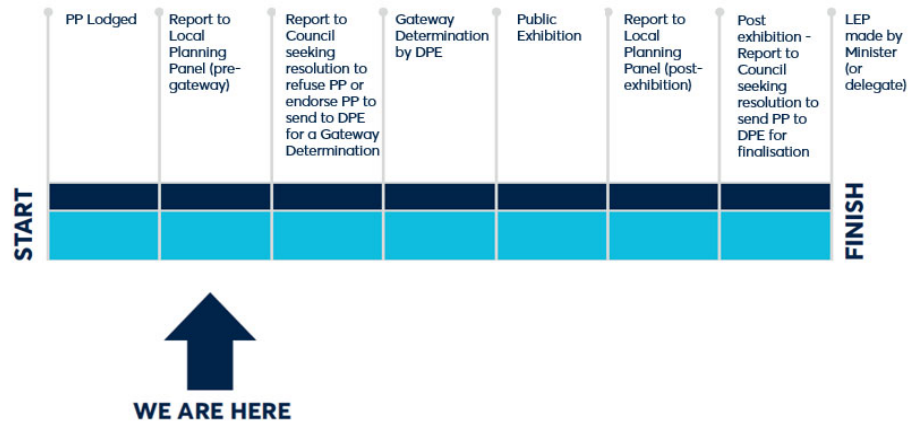 PP Lodged
Report to
Local
Planning
Panel (pre-
gateway)
Report to
Council
seeking
resolution to
refuse PP or
endorse PP to
send to DPE
for a Gateway
Determination
Gateway
Determination
by DPE
Public
Exhibition
Report to
Local
Planning
Panel (post-
exhibition)
Post
exhibition -
Report to
Council
seeking
resolution to
send PP to
DPE for
finalisation
LEP
made by
Minister
(or
delegate)
START
FINISH
WE ARE HERE